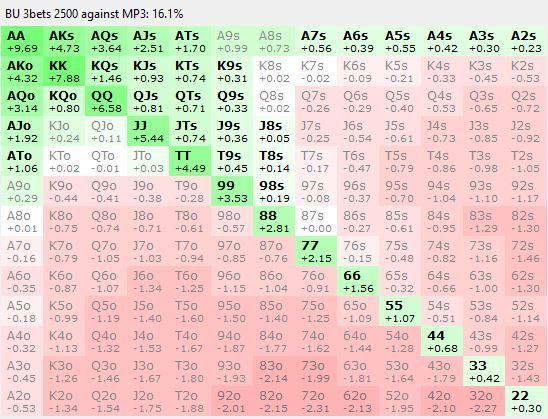 BU 3bets 2500 against MP3: 16.1%
AA AKs AQs AJs ATs A9s A8s A7s A6s A5s A4s A3s A2s
+9.69 +4.73 +3.64 +2.51 +1.70 +0.99 +0.73 +0.56 +0.39 +0.55 +0.42 +0.30 +0.23
AKo KK KQs KJs KTs K9s K8s K7s K6s K5s K4s K3s K2s
+4.32 +7.88 +1.46 +0.93 +0.74 +0.31 +0.02 -0.02 -0.09 -0.21 -0.33 -0.45 -0.53
AQo KQo QQ QJs QTs Q9s Q8s Q7s Q6s Q5s Q4s Q3s Q2s
+3.14 +0.80 +6.58 +0.81 +0.71 +0.33 +0.02 -0.26 -0.29 -0.40 -0.53 -0.65 -0.72
AJo KJo QJo JJ JTs J9s J8s J7s J6s J5s J4s J3s J2s
+1.92 +0.24 +0.11 +5.44 +0.74 +0.36 +0.05 -0.25 -0.54 -0.61 -0.73 -0.85 -0.92
ATo KTo QTo JTo TT T9s T8s T7s T6s T5s T4s T3s T2s
+1.06 +0.02 -0.01 +0.03 +4.49 +0.45 +0.14 -0.17 -0.47 -0.79 -0.86 -0.98 -1.05
A9o K9o Q9o J9o T9o 99 98s 97s 96s 95s 94s 93s 92s
+0.29 -0.44 -0.41 -0.38 -0.28 +3.53 +0.19 -0.08 -0.37 -0.70 -1.04 -1.10 -1.17
A8o K8o Q8o J8o T8o 98o 88 87s 86s 85s 84s 83s 82s
+0.01 -0.75 -0.74 -0.71 -0.61 -0.57 +2.81 +0.00 -0.27 -0.61 -0.95 -1.29 -1.30
A7o K7o Q7o J7o T7o 97o 87o 77 76s 75s 74s 73s 72s
-0.16 -0.79 -1.05 -1.03 -0.94 -0.85 -0.76 +2.15 -0.15 -0.48 -0.82 -1.16 -1.46
A6o K6o Q6o J6o T6o 96o 86o 76o 66 65s 64s 63s 62s
-0.35 -0.87 -1.07 -1.34 -1.25 -1.15 -1.04 -0.91 +1.56 -0.32 -0.66 -1.00 -1.30
A5o K5o Q5o J5o T5o 95o 85o 75o 65o 55 54s 53s 52s
-0.18 -0.99 -1.19 -1.40 -1.60 -1.50 -1.40 -1.25 -1.09 +1.07 -0.51 -0.84 -1.14
A4o K4o Q4o J4o T4o 94o 84o 74o 64o 54o 44 43s 42s
-0.32 -1.13 -1.32 -1.53 -1.67 -1.87 -1.77 -1.62 -1.44 -1.28 +0.68 -0.99 -1.27
A3o K3o Q3o J3o T3o 93o 83o 73o 63o 53o 43o 33 32s
-0.45 -1.26 -1.46 -1.67 -1.80 -1.93 -2.14 -1.99 -1.81 -1.64 -1.79 +0.42 -1.43
A2o K2o Q2o J2o T2o 92o 82o 72o 62o 52o 42o 32o 22
-0.53 -1.34 -1.54 -1.75 -1.88 -2.01 -2.15 -2.31 -2.13 -1.95 -2.10 -2.27 +0.30